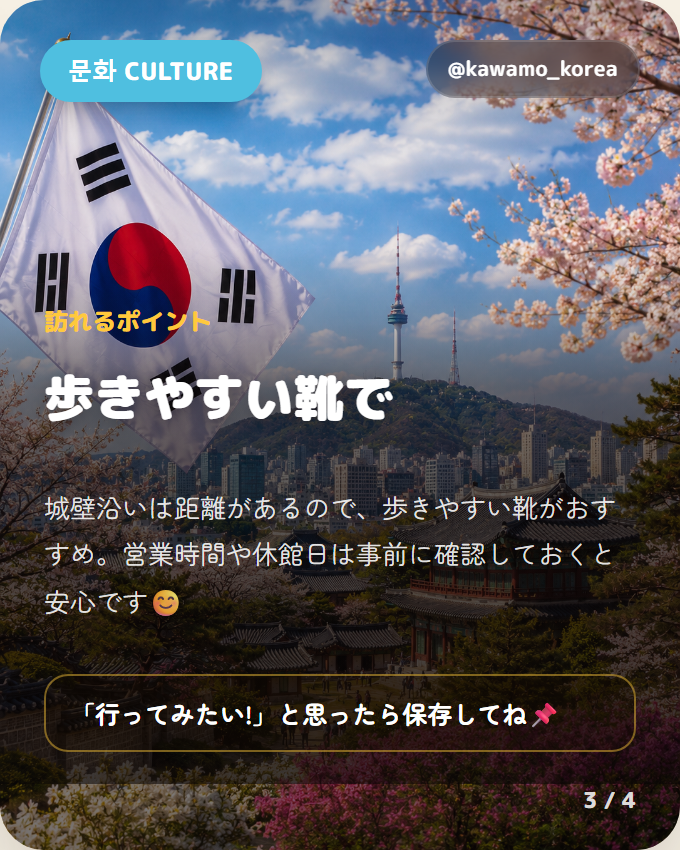 문화 CULTURE
@kawamo_korea
訪れるポイント
歩きやすい靴で
城壁沿いは距離があるので、歩きやすい靴がおす
すめ。営業時間や休館日は事前に確認しておくと
安心です😊
「行ってみたい!」と思ったら保存してね📌
3 / 4